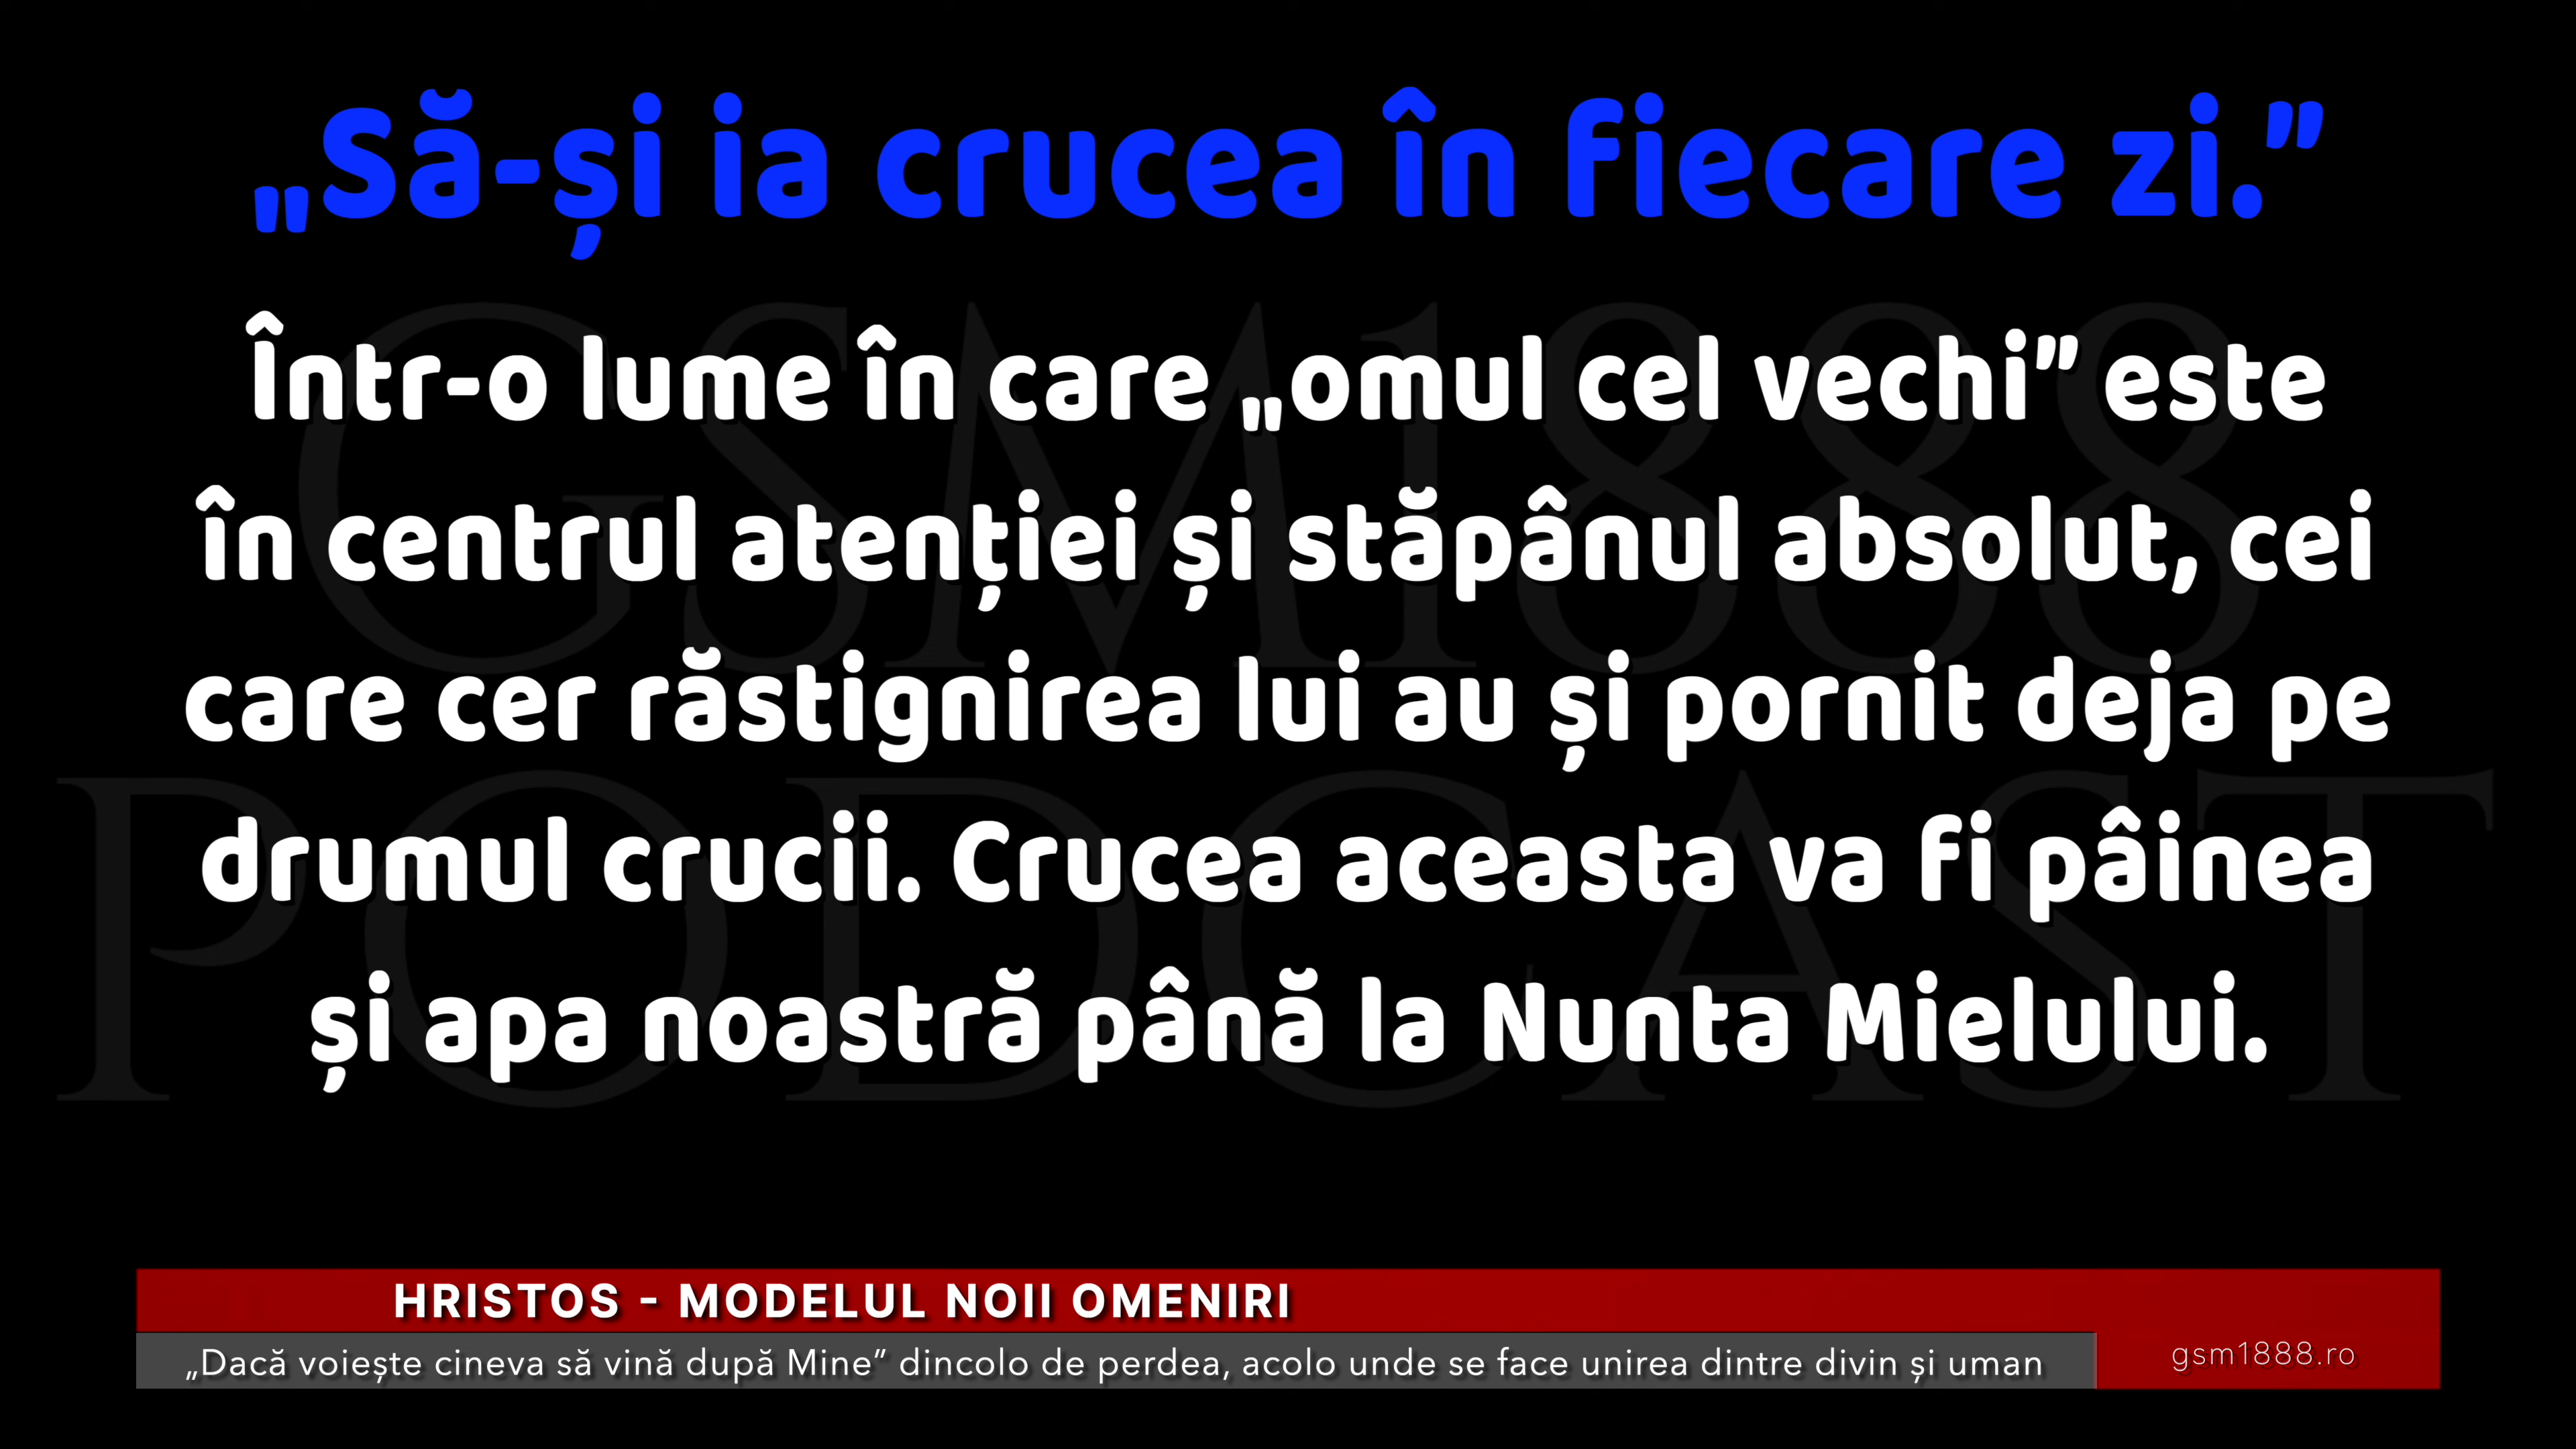 „Să-și ia crucea în fiecare zi.”
Într-o lume în care „omul cel vechi” este
în centrul atenției și stăpânul absolut, cei
care cer răstignirea lui au și pornit deja pe
drumul crucii. Crucea aceasta va fi pâinea
și apa noastră până la Nunta Mielului.
GSM1888
PODCAST
HRISTOS - MODELUL NOII OMENIRI
„Dacă voiește cineva să vină după Mine” dincolo de perdea, acolo unde se face unirea dintre divin și uman
gsm1888.ro